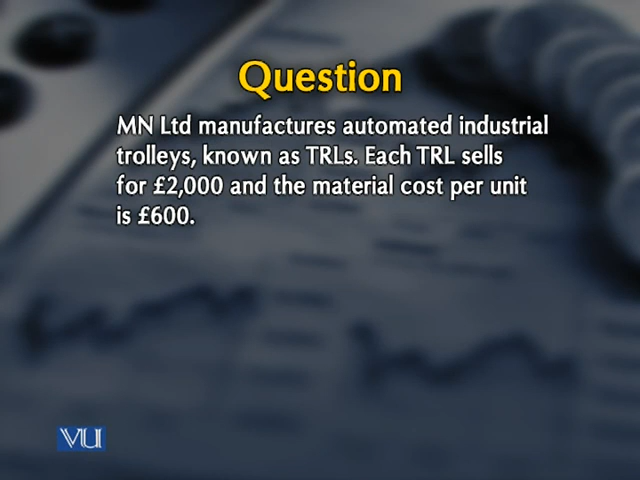 Question
MN Ltd manufactures automated industrial
trolleys, known as TRLs. Each TRL sells
for £2,000 and the material cost per unit
is £600.
VU